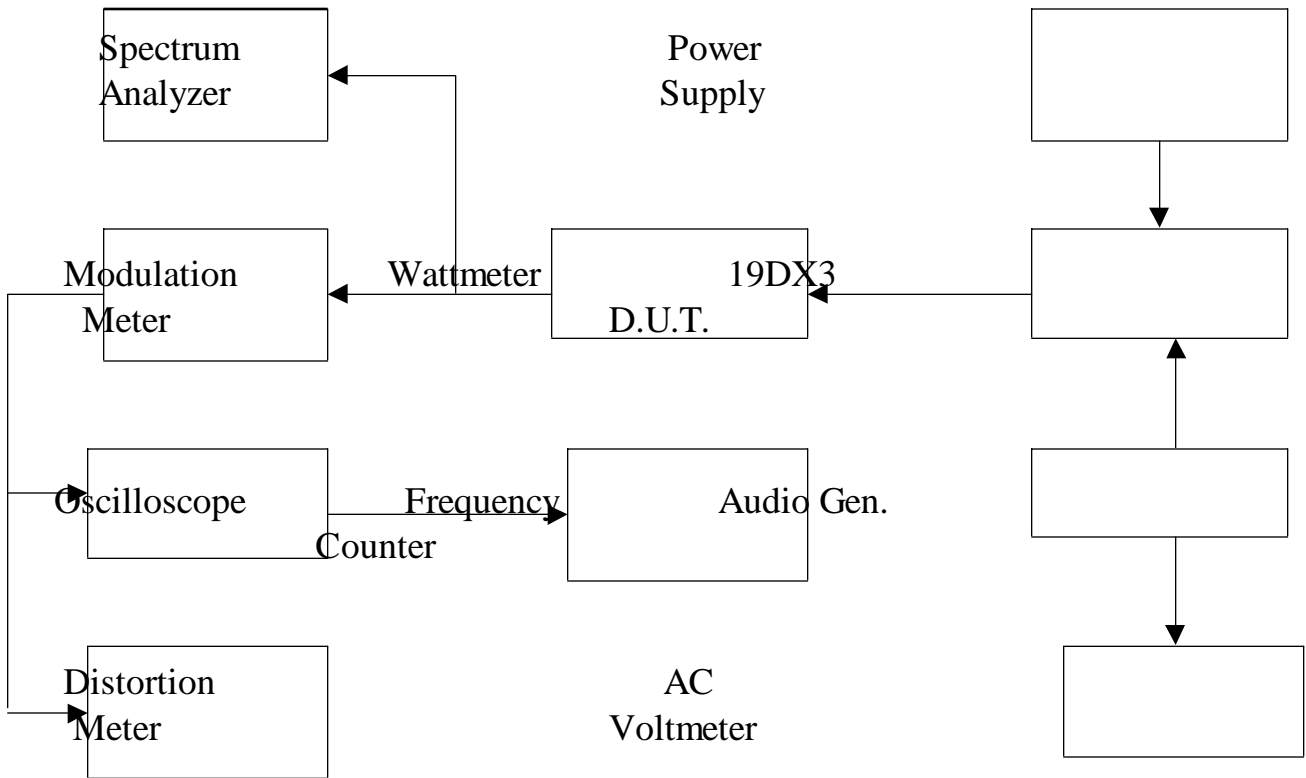 Spectrum Power
Analyzer Supply
Modulation Wattmeter 19DX3
Meter D.U.T.
Oscilloscope Frequency Audio Gen.
Counter
Distortion AC
Meter Voltmeter